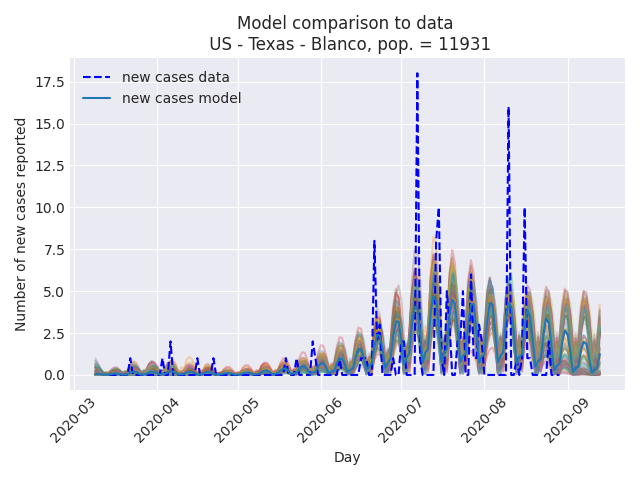 Model comparison to data
US - Texas - Blanco, pop. = 11931
new cases data
new cases model
Number of new cases reported
17.5
15.0
12.5
10.0
7.5
5.0
2.5
0.0
2020-03
2020-04
2020-05
2020-06
2020-07
2020-08
2020-09
Day